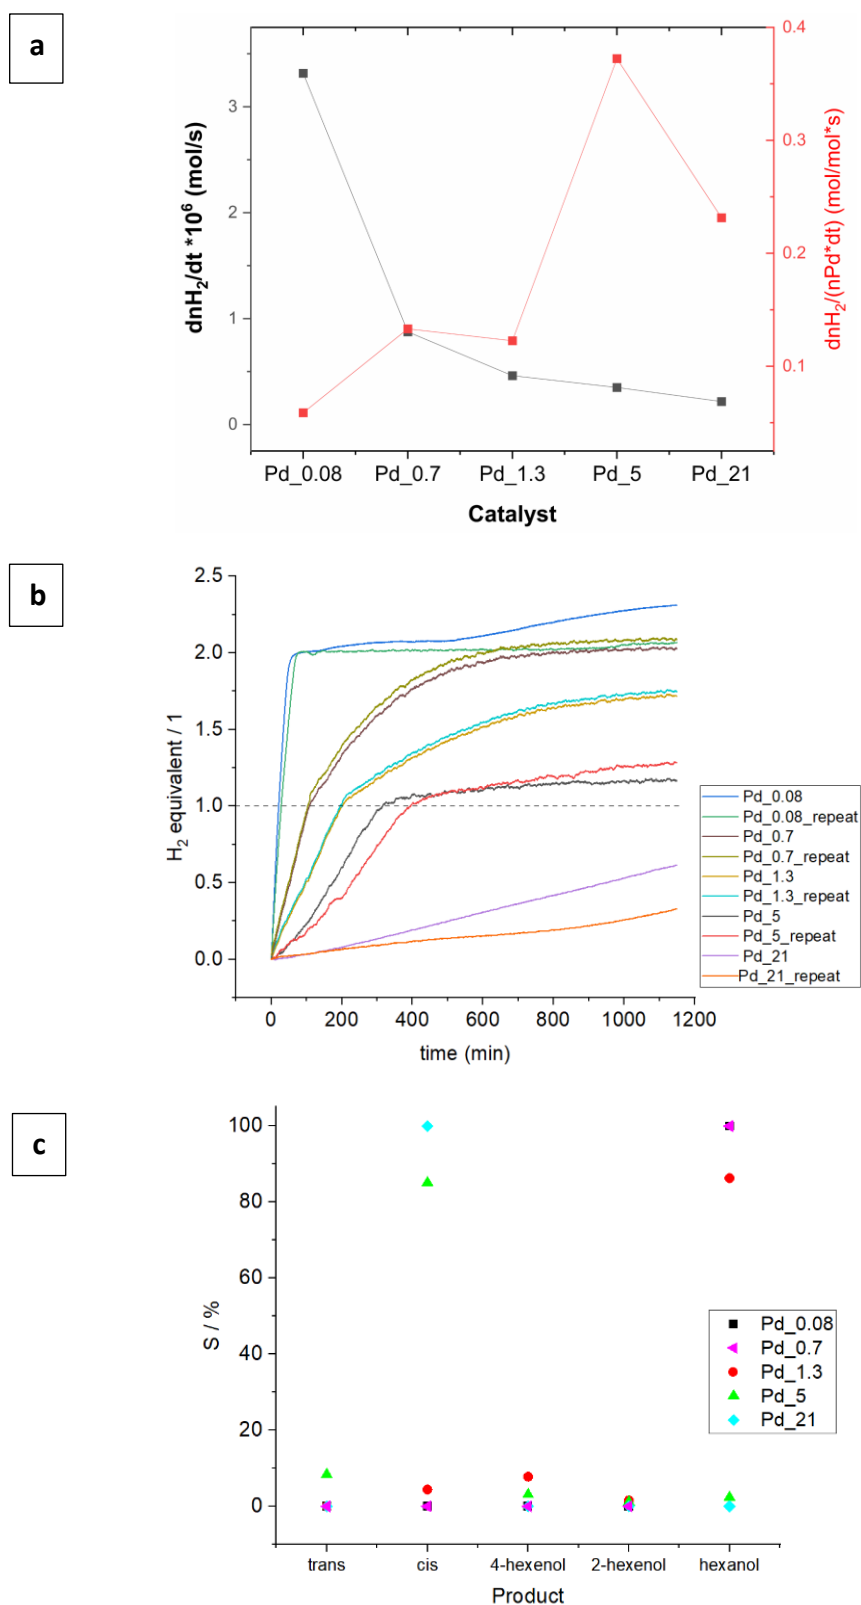 a
0.4
0.3
0.2
0.1
3
2
1
0
dnH₂/dt *10⁶ (mol/s)
dnH₂/(nPd*dt) (mol/mol*s)
Pd_0.08 Pd_0.7 Pd_1.3 Pd_5 Pd_21
Catalyst
b
2.5
2.0
1.5
1.0
0.5
0.0
H₂ equivalent / 1
Pd_0.08
Pd_0.08_repeat
Pd_0.7
Pd_0.7_repeat
Pd_1.3
Pd_1.3_repeat
Pd_5
Pd_5_repeat
Pd_21
Pd_21_repeat
0 200 400 600 800 1000 1200
time (min)
c
100
80
60
40
20
0
S / %
Pd_0.08
Pd_0.7
Pd_1.3
Pd_5
Pd_21
trans cis 4-hexenol 2-hexenol hexanol
Product